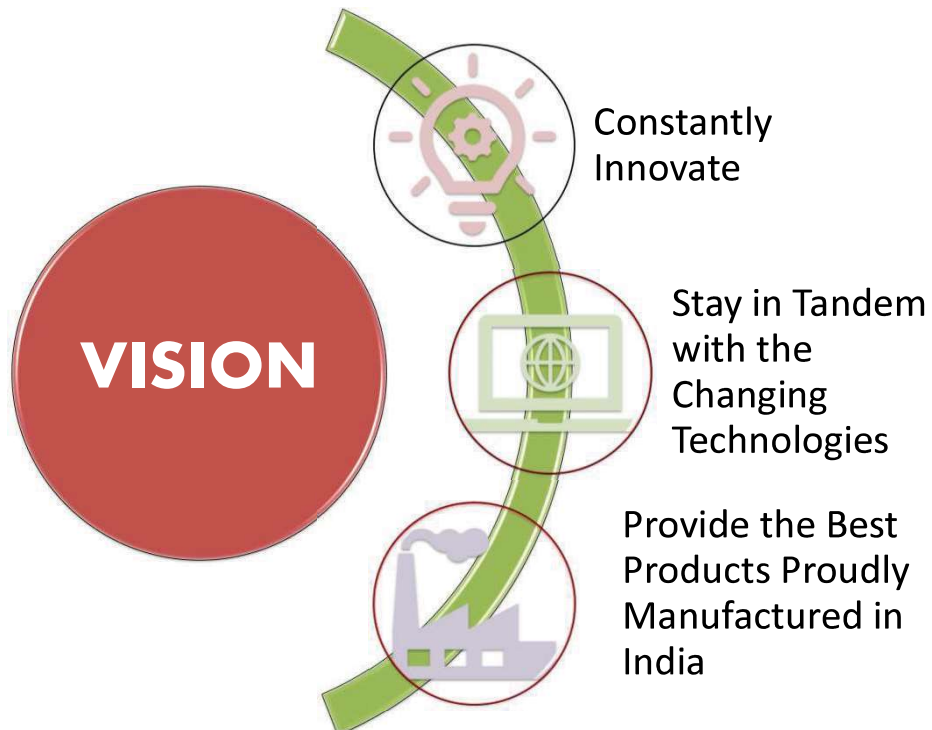 VISION
Constantly
Innovate
Stay in Tandem
with the
Changing
Technologies
Provide the Best
Products Proudly
Manufactured in
India